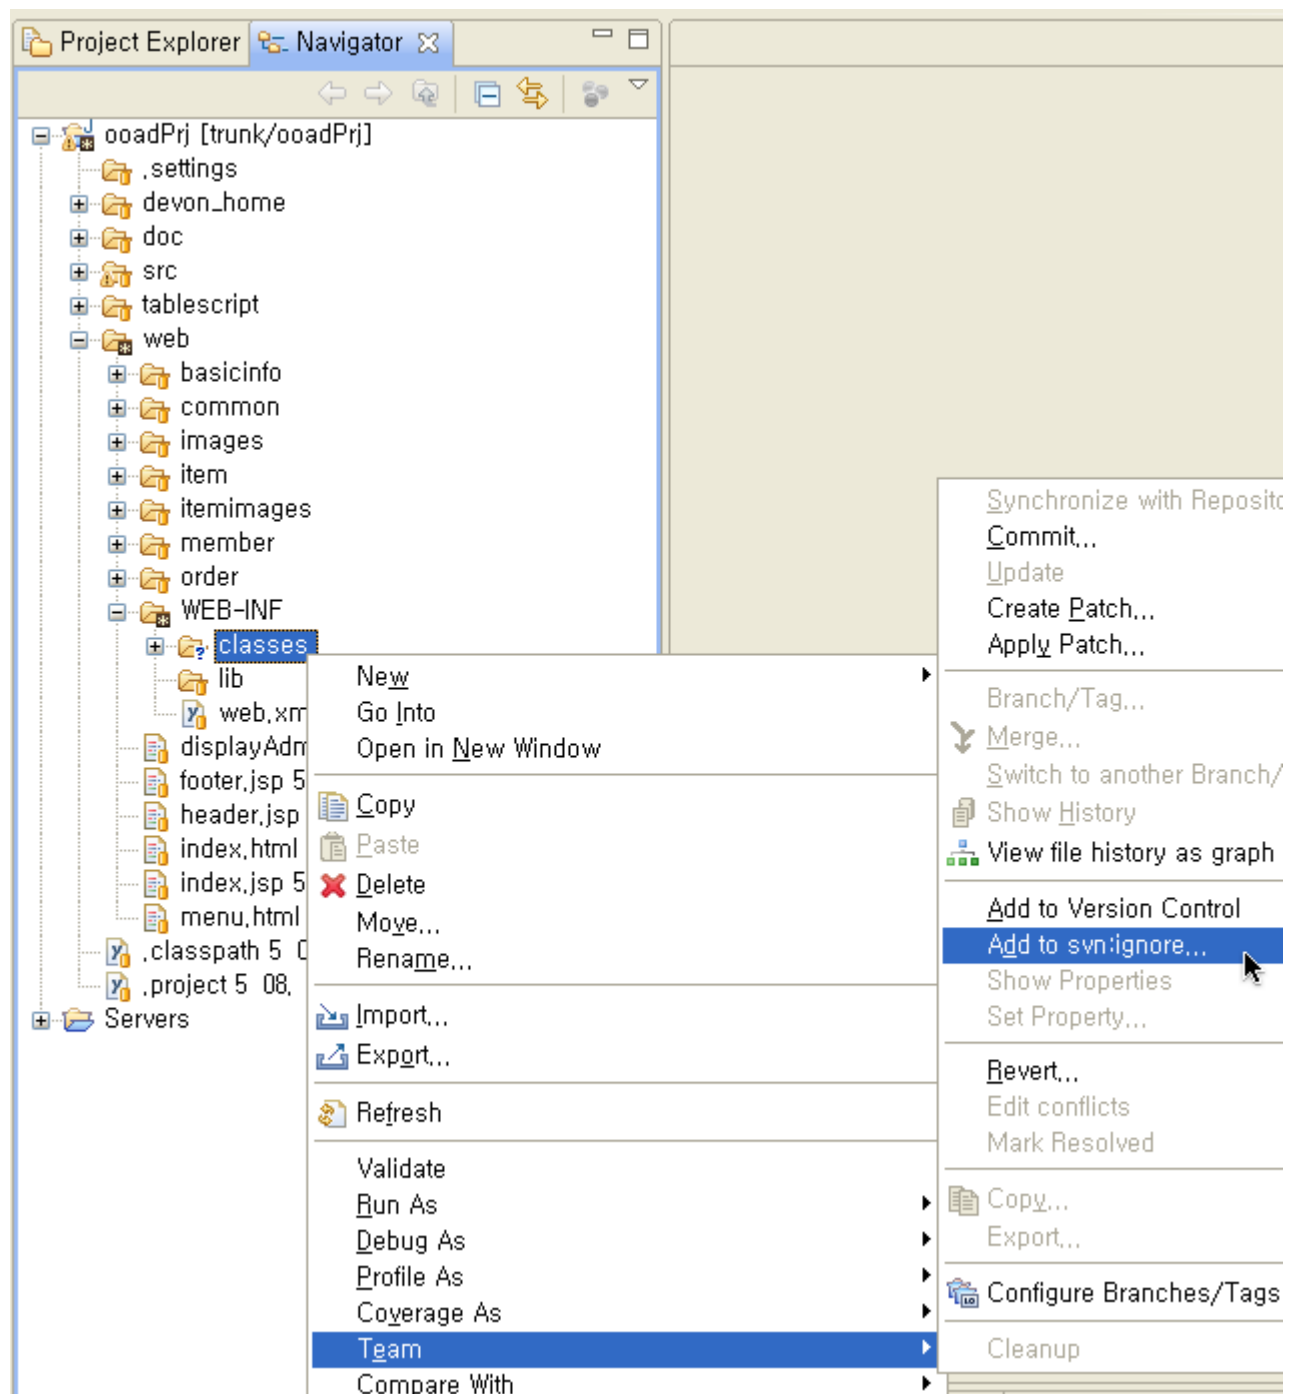 Project Explorer Navigator
ooadPrj [trunk/ooadPrj]
.settings
devon_home
doc
src
tablescript
web
basicinfo
common
images
item
itemimages
member
order
WEB-INF
classes
lib
web.xm
displayAdm
footer.jsp 5
header.jsp
index.html
index.jsp 5
menu.html
.classpath 5
.project 5 08.
Servers
New
Go Into
Open in New Window
Copy
Paste
Delete
Move...
Rename...
Import...
Export...
Refresh
Validate
Run As
Debug As
Profile As
Coverage As
Team
Compare With
Synchronize with Reposito
Commit...
Update
Create Patch...
Apply Patch...
Branch/Tag...
Merge...
Switch to another Branch/
Show History
View file history as graph
Add to Version Control
Add to svn:ignore...
Show Properties
Set Property...
Revert...
Edit conflicts
Mark Resolved
Copy...
Export...
Configure Branches/Tags
Cleanup